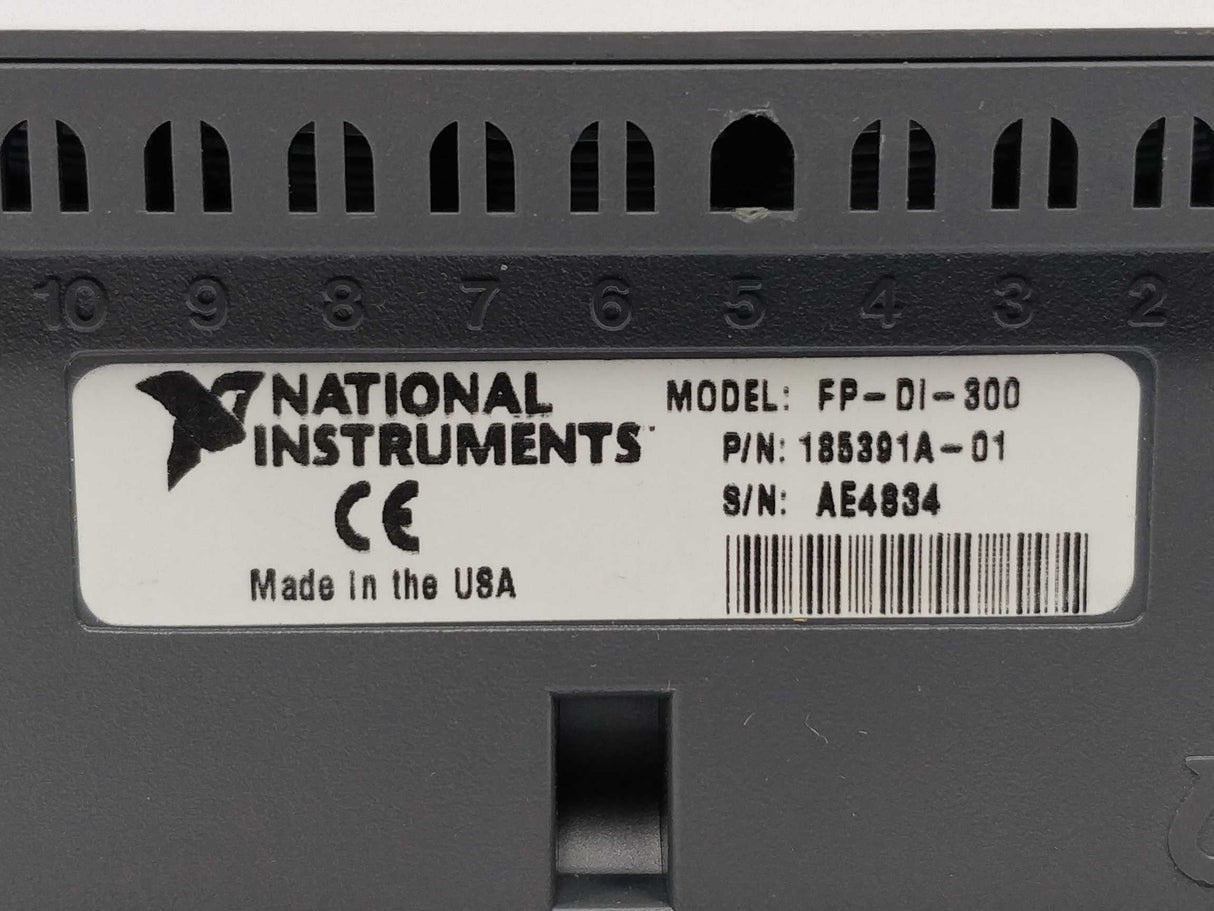 10 9 8 7 6 5 4 3 2
NATIONAL
INSTRUMENTS™
CE
Made in the USA
MODEL: FP-DI-300
P/N: 185391A-01
S/N: AE4834